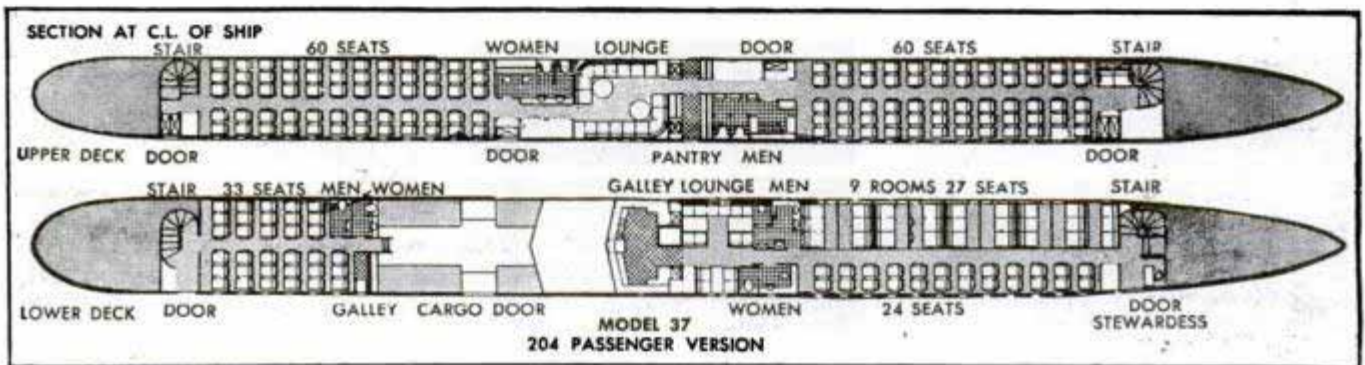 SECTION AT C.L. OF SHIP
STAIR 60 SEATS WOMEN LOUNGE DOOR 60 SEATS STAIR
UPPER DECK DOOR DOOR PANTRY MEN DOOR
STAIR 33 SEATS MEN WOMEN GALLEY LOUNGE MEN 9 ROOMS 27 SEATS STAIR
LOWER DECK DOOR GALLEY CARGO DOOR WOMEN 24 SEATS DOOR
STEWARDESS
MODEL 37
204 PASSENGER VERSION